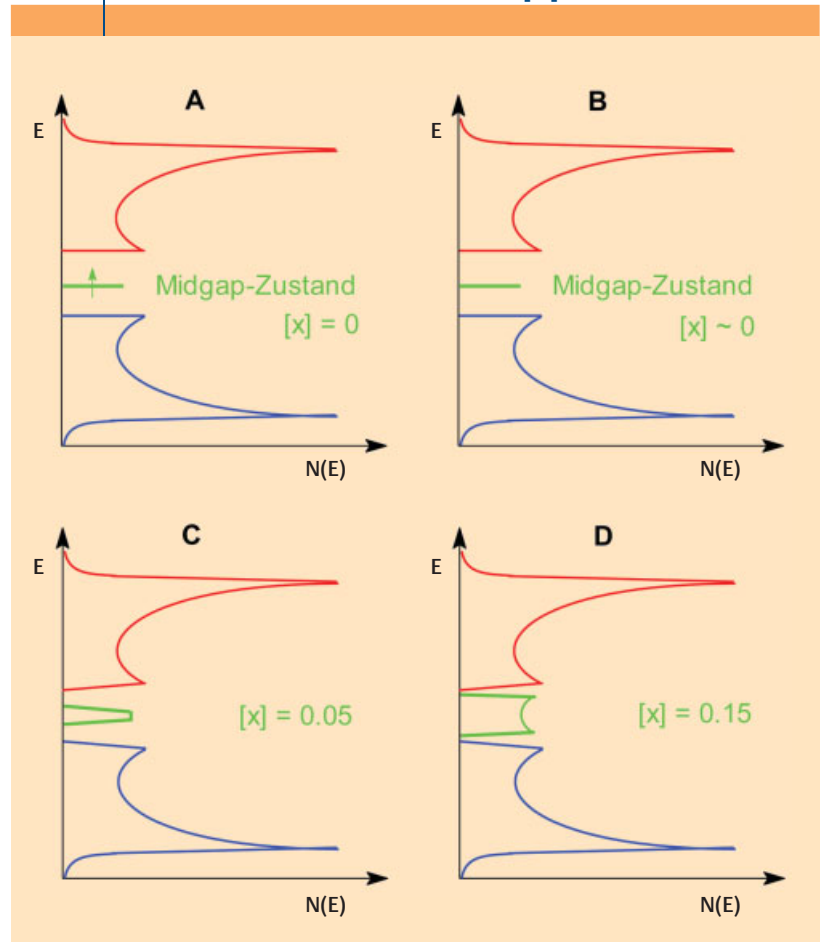 A
E
Midgap-Zustand
[x] = 0
N(E)
B
E
Midgap-Zustand
[x] ~ 0
N(E)
C
E
[x] = 0.05
N(E)
D
E
[x] = 0.15
N(E)